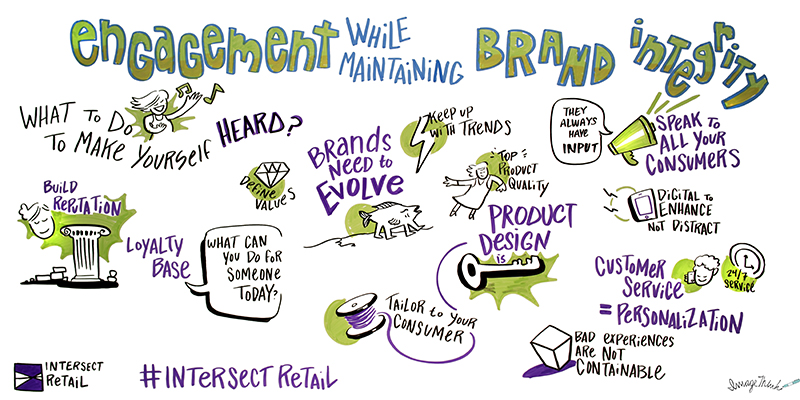 engagement WHILE MAINTAINING BRAND integrity
WHAT TO DO
TO MAKE YOURSELF
HEARD?
DEFINE
VALUES
Brands
NEED to
EVOLVE
KEEP UP
WITH TRENDS
TOP
PRODUCT
QUALITY
THEY
ALWAYS
HAVE
INPUT
SPEAK TO
ALL YOUR
CONSUMERS
DIGITAL TO
ENHANCE
NOT DISTRACT
BUILD
REPUTATION
LOYALTY
BASE
WHAT CAN
YOU DO FOR
SOMEONE
TODAY?
PRODUCT
DESIGN
is
TAILOR TO YOUR
CONSUMER
CUSTOMER
SERVICE
= PERSONALIZATION
24/7
SERVICE
BAD EXPERIENCES
ARE NOT
CONTAINABLE
INTERSECT
RETAIL
#INTERSECT RETAIL
ImageThink